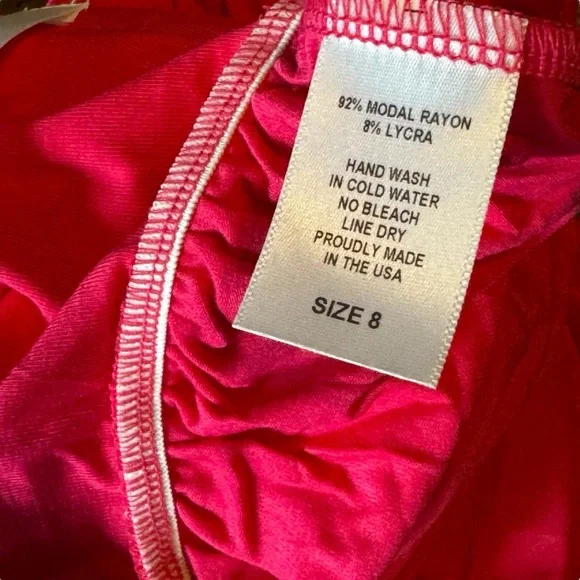 92% MODAL RAYON
8% LYCRA
HAND WASH
IN COLD WATER
NO BLEACH
LINE DRY
PROUDLY MADE
IN THE USA
SIZE 8